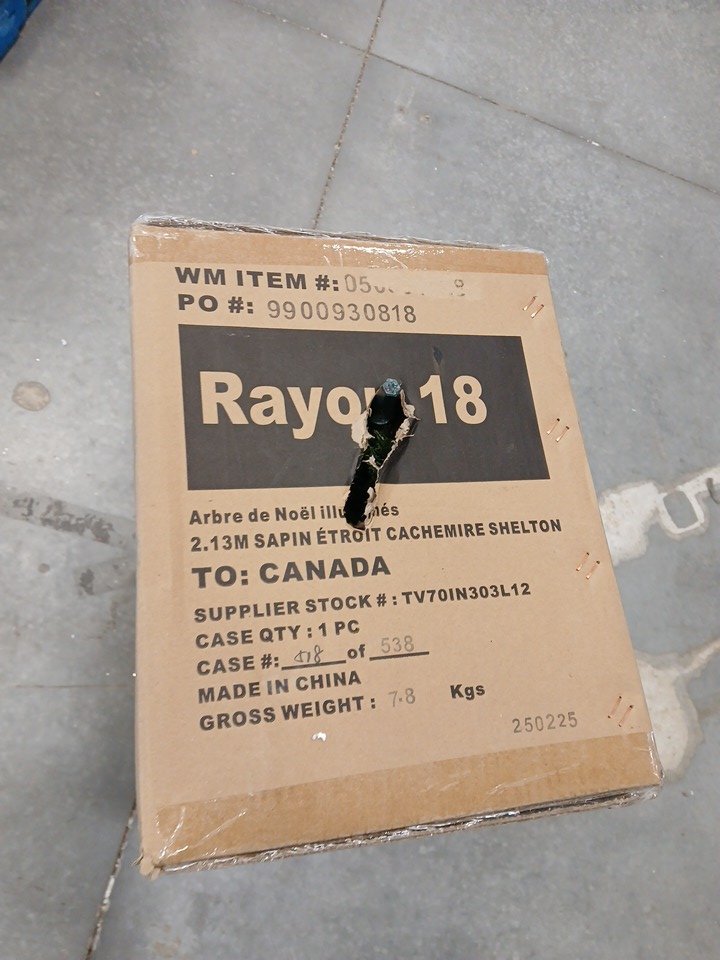 WM ITEM #:
PO #: 9900930818
Rayon 18
Arbre de Noël
2.13M SAPIN ÉTROIT CACHEMIRE SHELTON
TO: CANADA
SUPPLIER STOCK # : TV70IN303L12
CASE QTY : 1 PC
CASE #: of 538
MADE IN CHINA
GROSS WEIGHT : 7.8 Kgs
250225